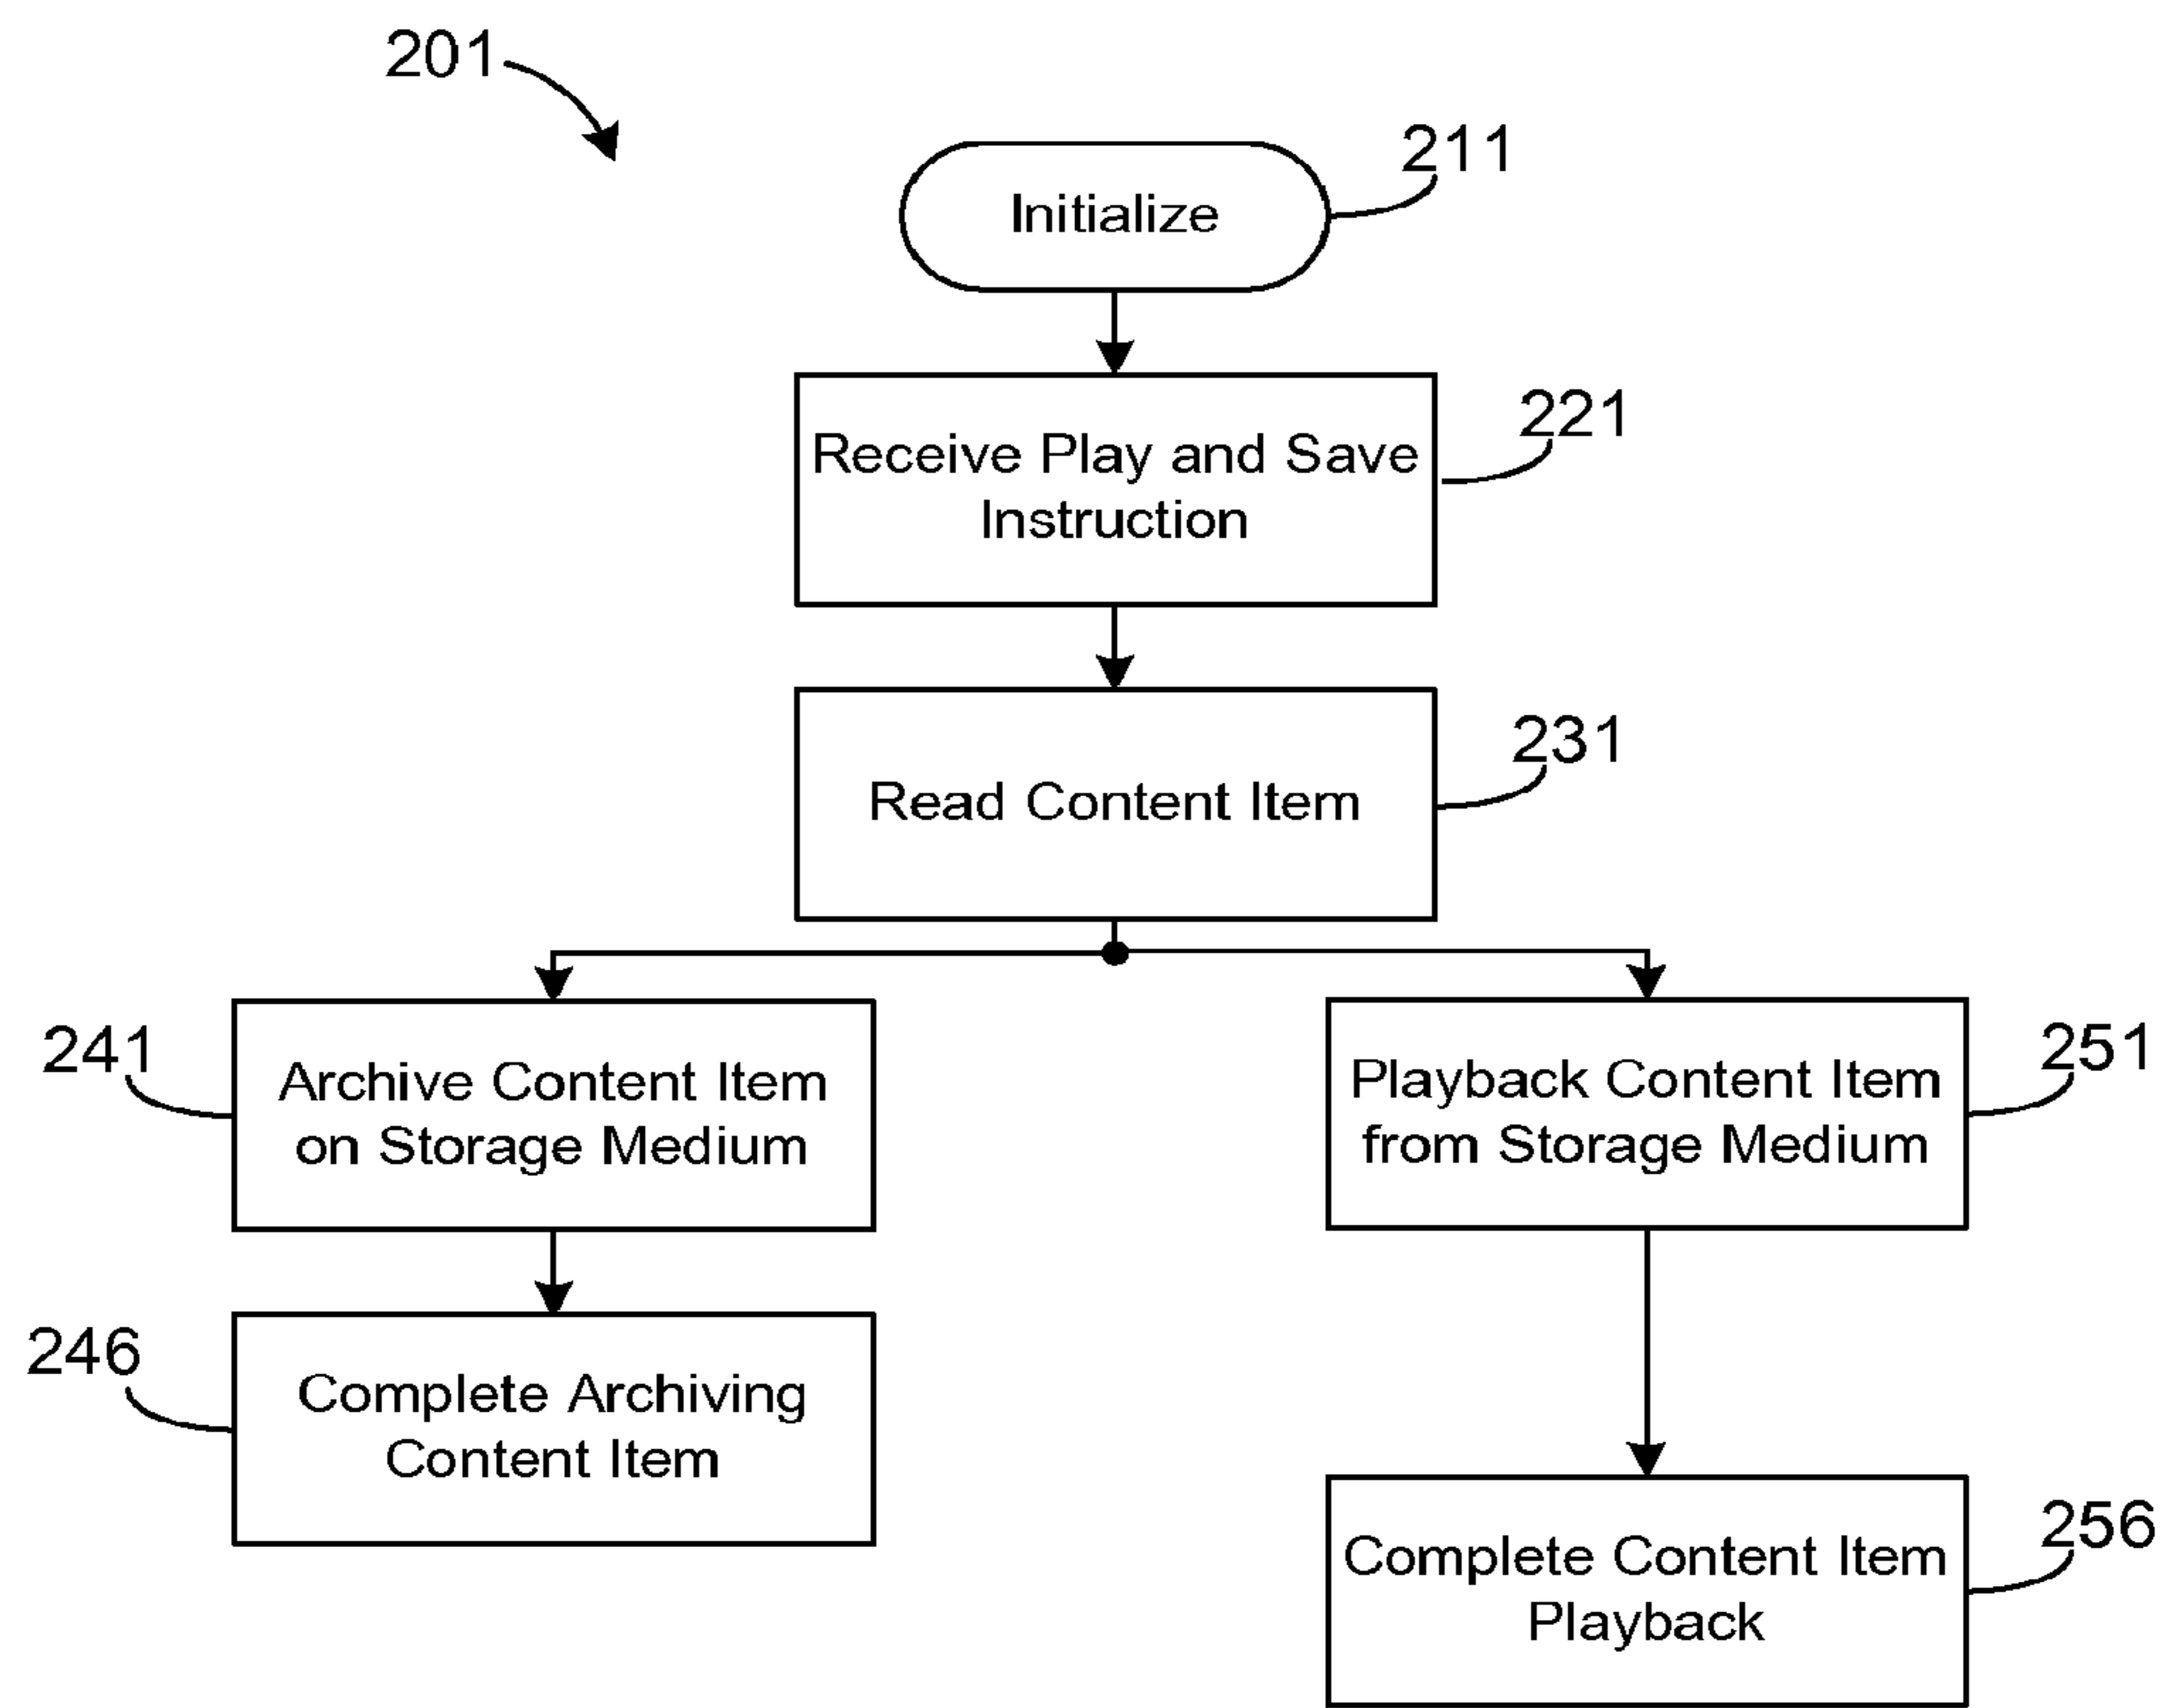 201
211
Initialize
221
Receive Play and Save
Instruction
231
Read Content Item
241
Archive Content Item
on Storage Medium
251
Playback Content Item
from Storage Medium
246
Complete Archiving
Content Item
256
Complete Content Item
Playback